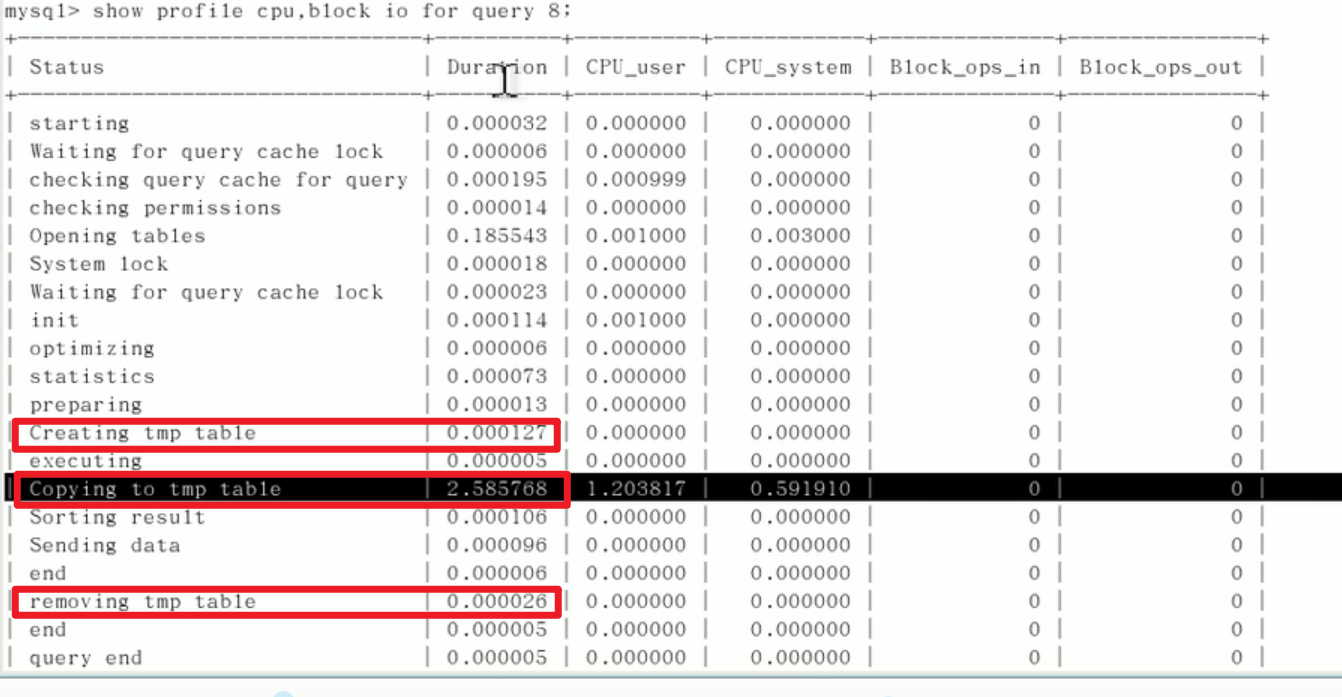 mysql> show profile cpu,block io for query 8;
+--------------------------------+----------+----------+------------+--------------+---------------+
| Status | Duration | CPU_user | CPU_system | Block_ops_in | Block_ops_out |
+--------------------------------+----------+----------+------------+--------------+---------------+
| starting | 0.000032 | 0.000000 | 0.000000 | 0 | 0 |
| Waiting for query cache lock | 0.000006 | 0.000000 | 0.000000 | 0 | 0 |
| checking query cache for query | 0.000195 | 0.000999 | 0.000000 | 0 | 0 |
| checking permissions | 0.000014 | 0.000000 | 0.000000 | 0 | 0 |
| Opening tables | 0.185543 | 0.001000 | 0.003000 | 0 | 0 |
| System lock | 0.000018 | 0.000000 | 0.000000 | 0 | 0 |
| Waiting for query cache lock | 0.000023 | 0.000000 | 0.000000 | 0 | 0 |
| init | 0.000114 | 0.001000 | 0.000000 | 0 | 0 |
| optimizing | 0.000006 | 0.000000 | 0.000000 | 0 | 0 |
| statistics | 0.000073 | 0.000000 | 0.000000 | 0 | 0 |
| preparing | 0.000013 | 0.000000 | 0.000000 | 0 | 0 |
| Creating tmp table | 0.000127 | 0.000000 | 0.000000 | 0 | 0 |
| executing | 0.000005 | 0.000000 | 0.000000 | 0 | 0 |
| Copying to tmp table | 2.585768 | 1.203817 | 0.591910 | 0 | 0 |
| Sorting result | 0.000106 | 0.000000 | 0.000000 | 0 | 0 |
| Sending data | 0.000096 | 0.000000 | 0.000000 | 0 | 0 |
| end | 0.000006 | 0.000000 | 0.000000 | 0 | 0 |
| removing tmp table | 0.000026 | 0.000000 | 0.000000 | 0 | 0 |
| end | 0.000005 | 0.000000 | 0.000000 | 0 | 0 |
| query end | 0.000005 | 0.000000 | 0.000000 | 0 | 0 |